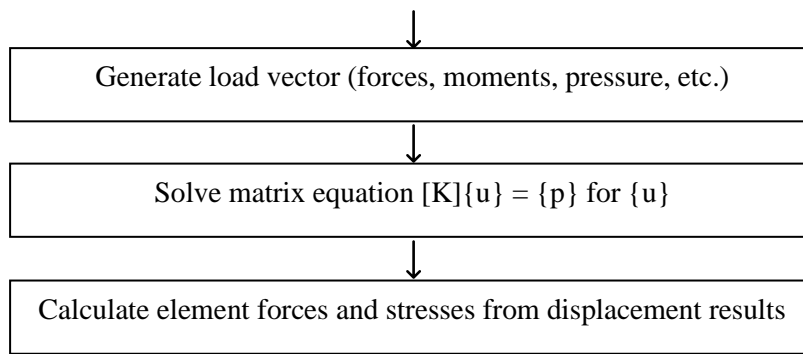 Generate load vector (forces, moments, pressure, etc.)
Solve matrix equation [K]{u} = {p} for {u}
Calculate element forces and stresses from displacement results